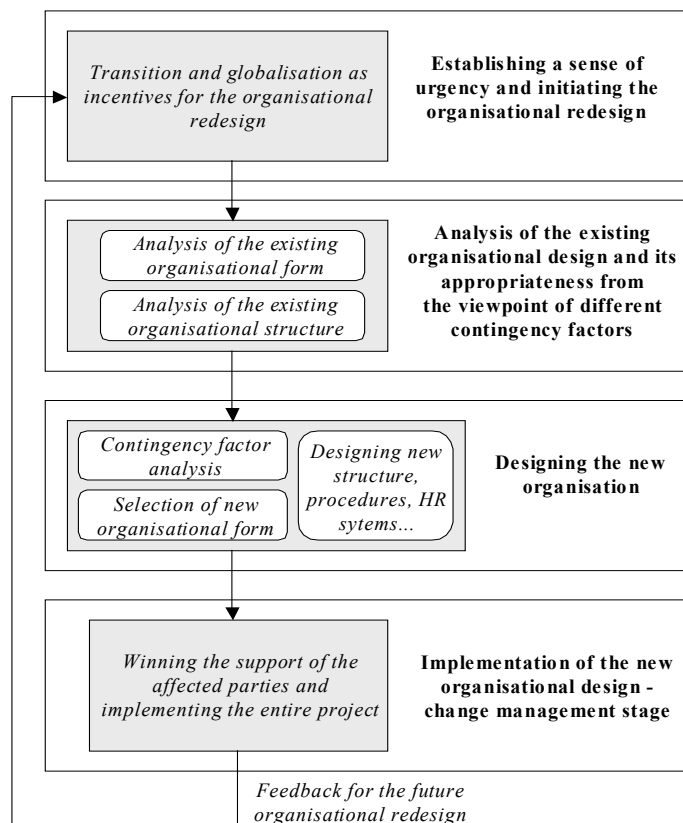 Transition and globalisation as
incentives for the organisational
redesign
Establishing a sense of
urgency and initiating the
organisational redesign
Analysis of the existing
organisational form
Analysis of the existing
organisational structure
Analysis of the existing
organisational design and its
appropriateness from
the viewpoint of different
contingency factors
Contingency factor
analysis
Selection of new
organisational form
Designing new
structure,
procedures, HR
sytems...
Designing the new
organisation
Winning the support of the
affected parties and
implementing the entire project
Implementation of the new
organisational design -
change management stage
Feedback for the future
organisational redesign